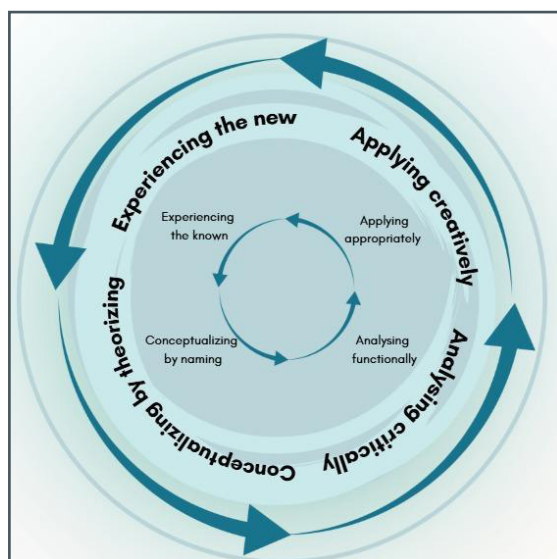 Experiencing the new
Applying creatively
Experiencing
the known
Applying
appropriately
Conceptualizing
by naming
Analysing
functionally
Conceptualizing by theorizing
Analysing critically